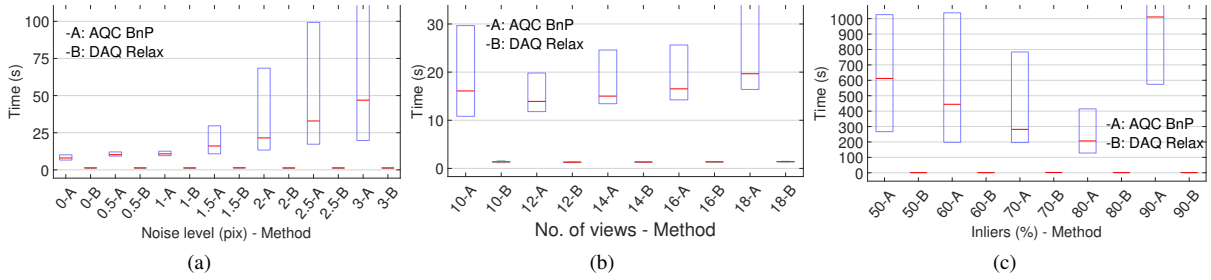 100
75
50
25
0
Time (s)
-A: AQC BnP
-B: DAQ Relax
0-A
0-B
0.5-A
0.5-B
1-A
1-B
1.5-A
1.5-B
2-A
2-B
2.5-A
2.5-B
3-A
3-B
Noise level (pix) - Method
(a)
30
20
10
0
Time (s)
-A: AQC BnP
-B: DAQ Relax
10-A
10-B
12-A
12-B
14-A
14-B
16-A
16-B
18-A
18-B
No. of views - Method
(b)
1000
900
800
700
600
500
400
300
200
100
0
Time (s)
-A: AQC BnP
-B: DAQ Relax
50-A
50-B
60-A
60-B
70-A
70-B
80-A
80-B
90-A
90-B
Inliers (%) - Method
(c)